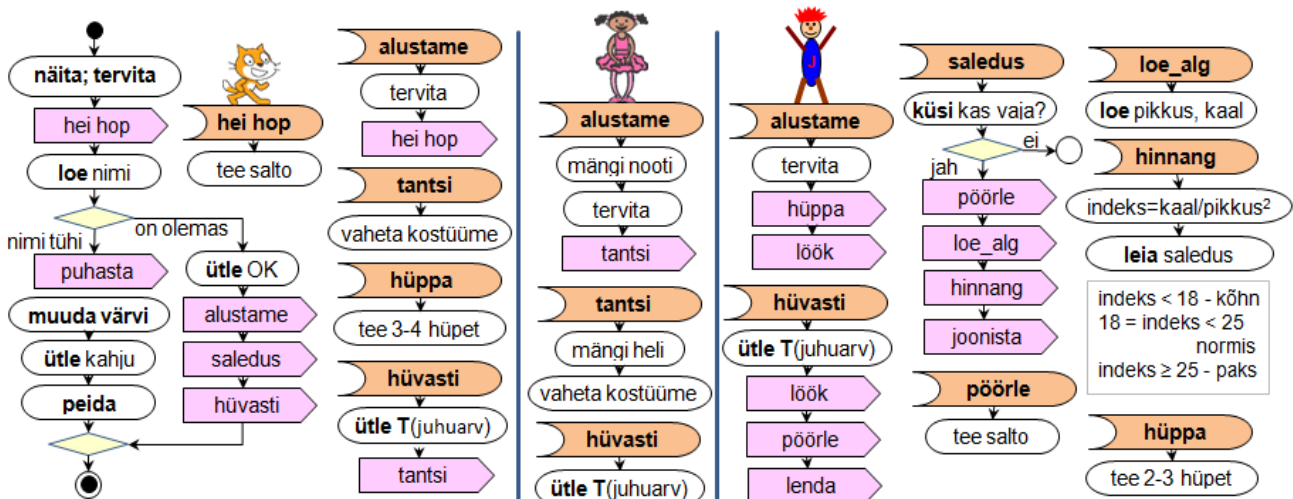 näita; tervita
hei hop
loe nimi
nimi tühi
on olemas
puhasta
muuda värvi
ütle kahju
peida
ütle OK
alustame
saledus
hüvasti
hei hop
tee salto
alustame
tervita
hei hop
tantsi
vaheta kostüüme
hüppa
tee 3-4 hüpet
hüvasti
ütle T(juhuarv)
tantsi
alustame
mängi nooti
tervita
tantsi
tantsi
mängi heli
vaheta kostüüme
hüvasti
ütle T(juhuarv)
J
alustame
tervita
hüppa
löök
hüvasti
ütle T(juhuarv)
löök
pöörle
lenda
saledus
küsi kas vaja?
ei
jah
pöörle
loe_alg
hinnang
joonista
pöörle
tee salto
loe_alg
loe pikkus, kaal
hinnang
indeks=kaal/pikkus²
leia saledus
indeks < 18 - kõhn
18 = indeks < 25
normis
indeks ≥ 25 - paks
hüppa
tee 2-3 hüpet